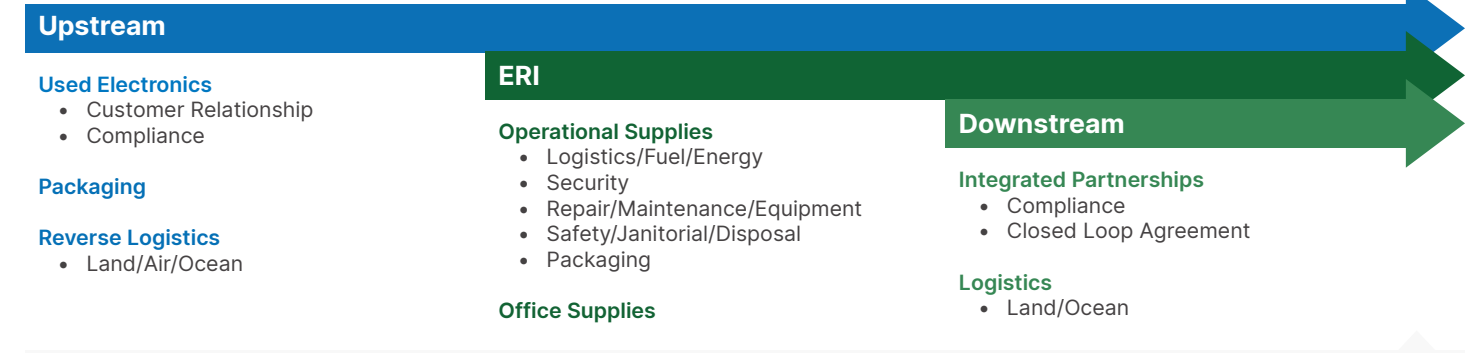 Upstream
Used Electronics
• Customer Relationship
• Compliance
Packaging
Reverse Logistics
• Land/Air/Ocean
ERI
Operational Supplies
• Logistics/Fuel/Energy
• Security
• Repair/Maintenance/Equipment
• Safety/Janitorial/Disposal
• Packaging
Office Supplies
Downstream
Integrated Partnerships
• Compliance
• Closed Loop Agreement
Logistics
• Land/Ocean